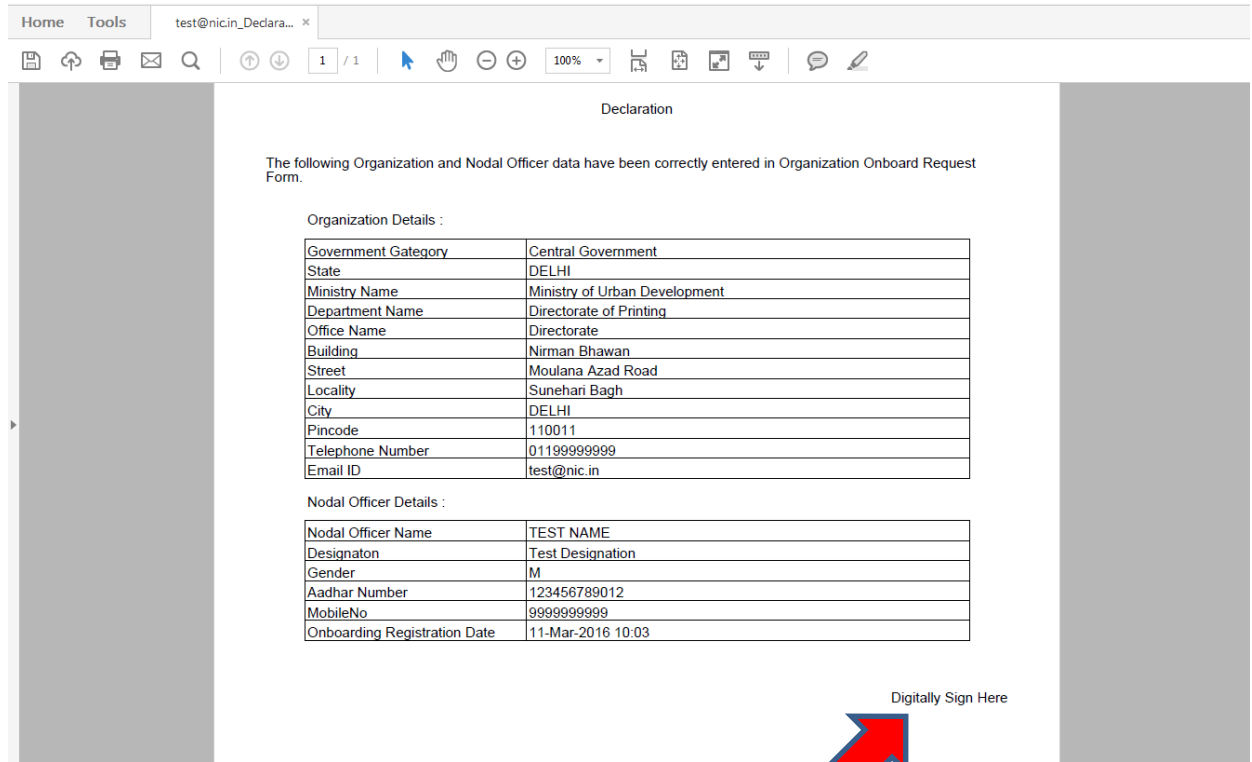 Home Tools test@nic.in_Declara... ×
1 / 1 100%
Declaration
The following Organization and Nodal Officer data have been correctly entered in Organization Onboard Request
Form.
Organization Details :
Government Gategory Central Government
State DELHI
Ministry Name Ministry of Urban Development
Department Name Directorate of Printing
Office Name Directorate
Building Nirman Bhawan
Street Moulana Azad Road
Locality Sunehari Bagh
City DELHI
Pincode 110011
Telephone Number 01199999999
Email ID test@nic.in
Nodal Officer Details :
Nodal Officer Name TEST NAME
Designaton Test Designation
Gender M
Aadhar Number 123456789012
MobileNo 9999999999
Onboarding Registration Date 11-Mar-2016 10:03
Digitally Sign Here